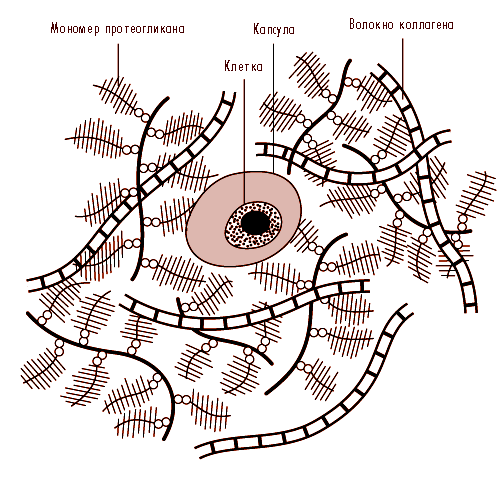 Мономер протеогликана
Капсула
Волокно коллагена
Клетка